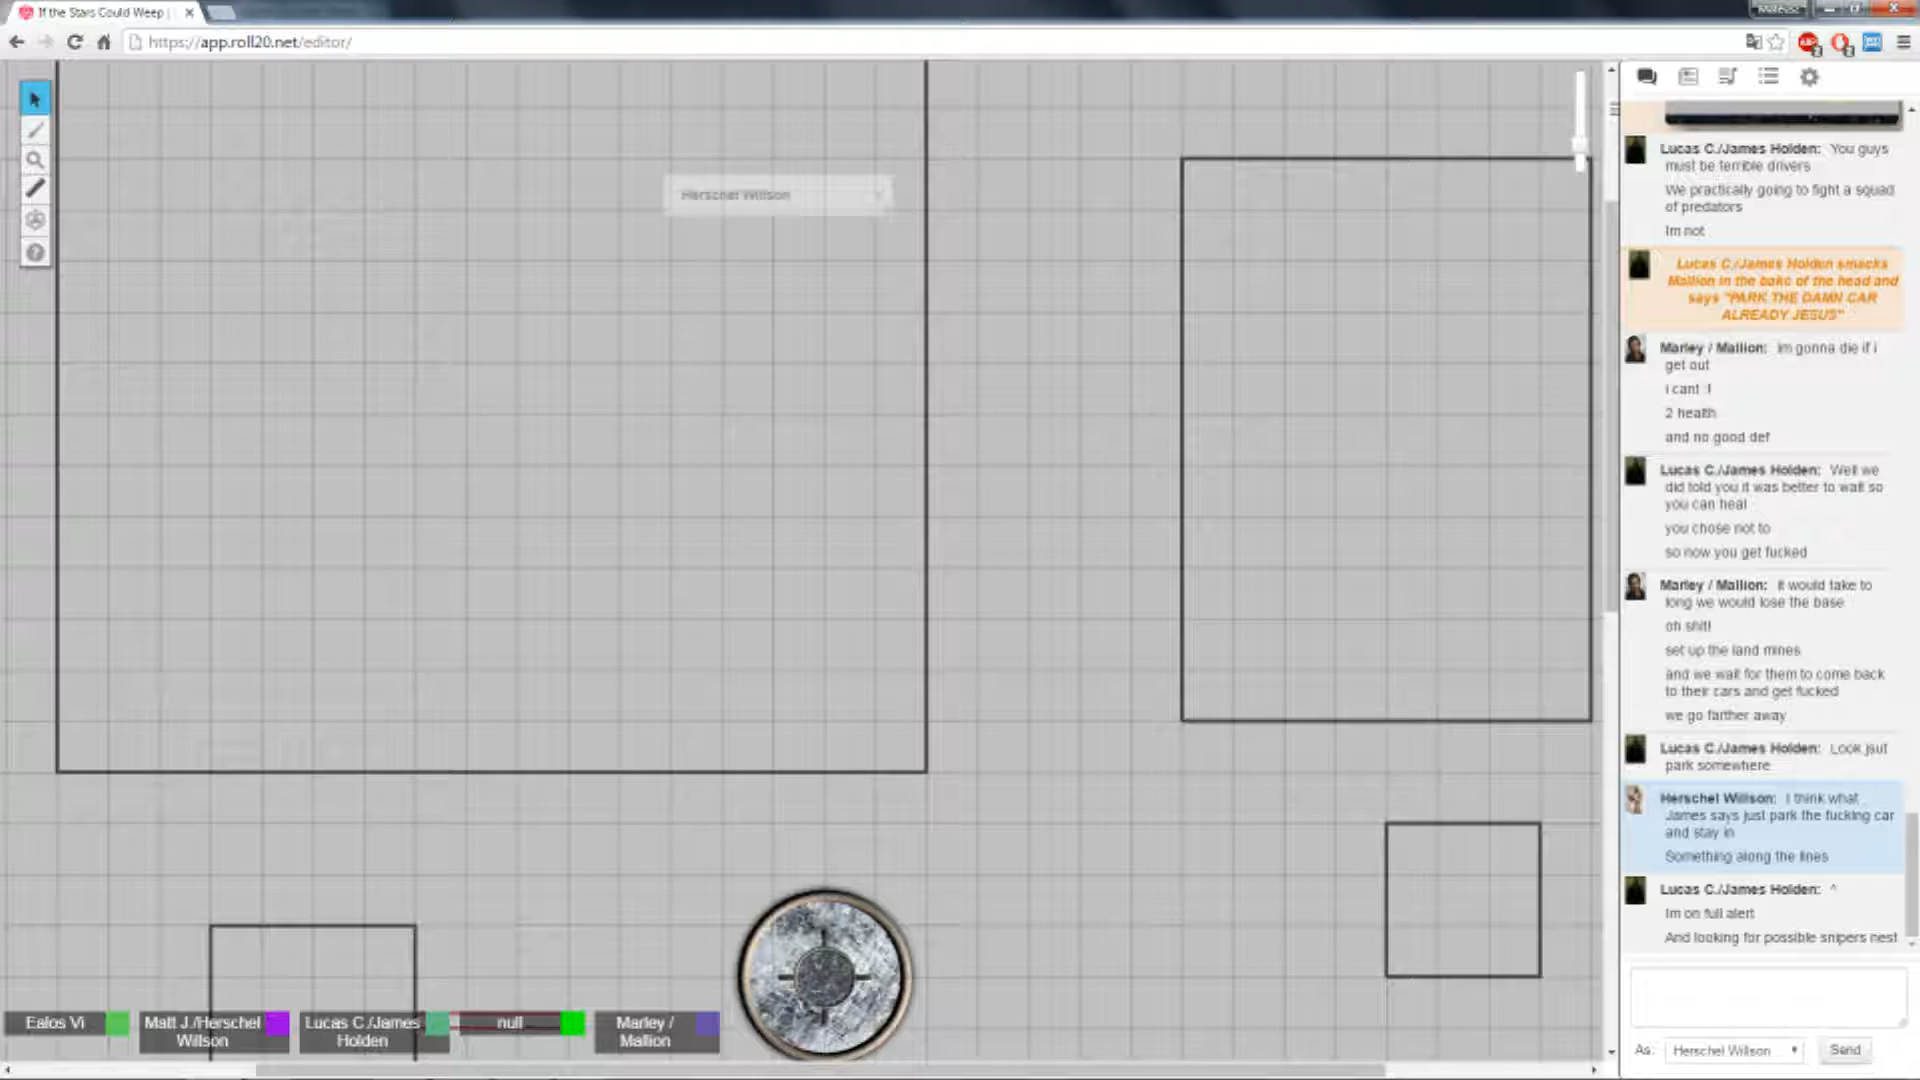 If the Stars Could Weep |
Mateusz
https://app.roll20.net/editor/
Herschel Willson
Lucas C./James Holden: You guys
must be terrible drivers
We practically going to fight a squad
of predators
Im not
Lucas C./James Holden smacks
Mallion in the bakc of the head and
says "PARK THE DAMN CAR
ALREADY JESUS"
Marley / Mallion: im gonna die if i
get out
i cant :I
2 health
and no good def
Lucas C./James Holden: Well we
did told you it was better to wait so
you can heal
you chose not to
so now you get fucked
Marley / Mallion: it would take to
long we would lose the base
oh shit!
set up the land mines
and we wait for them to come back
to their cars and get fucked
we go farther away
Lucas C./James Holden: Look jsut
park somewhere
Herschel Willson: I think what
James says just park the fucking car
and stay in
Something along the lines
Lucas C./James Holden: ^
Im on full alert
And looking for possible snipers nest
Ealos Vi
Matt J./Herschel
Willson
Lucas C./James
Holden
null
Marley /
Mallion
As: Herschel Willson Send